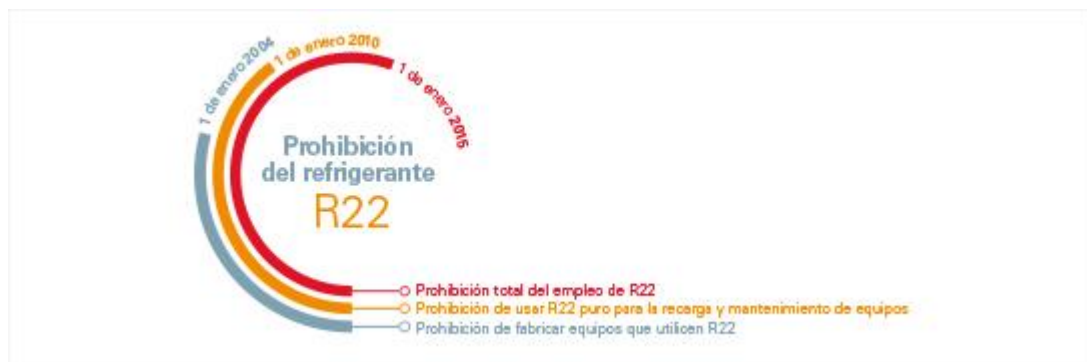 1 de enero 2004
1 de enero 2010
1 de enero 2015
Prohibición
del refrigerante
R22
Prohibición total del empleo de R22
Prohibición de usar R22 puro para la recarga y mantenimiento de equipos
Prohibición de fabricar equipos que utilicen R22